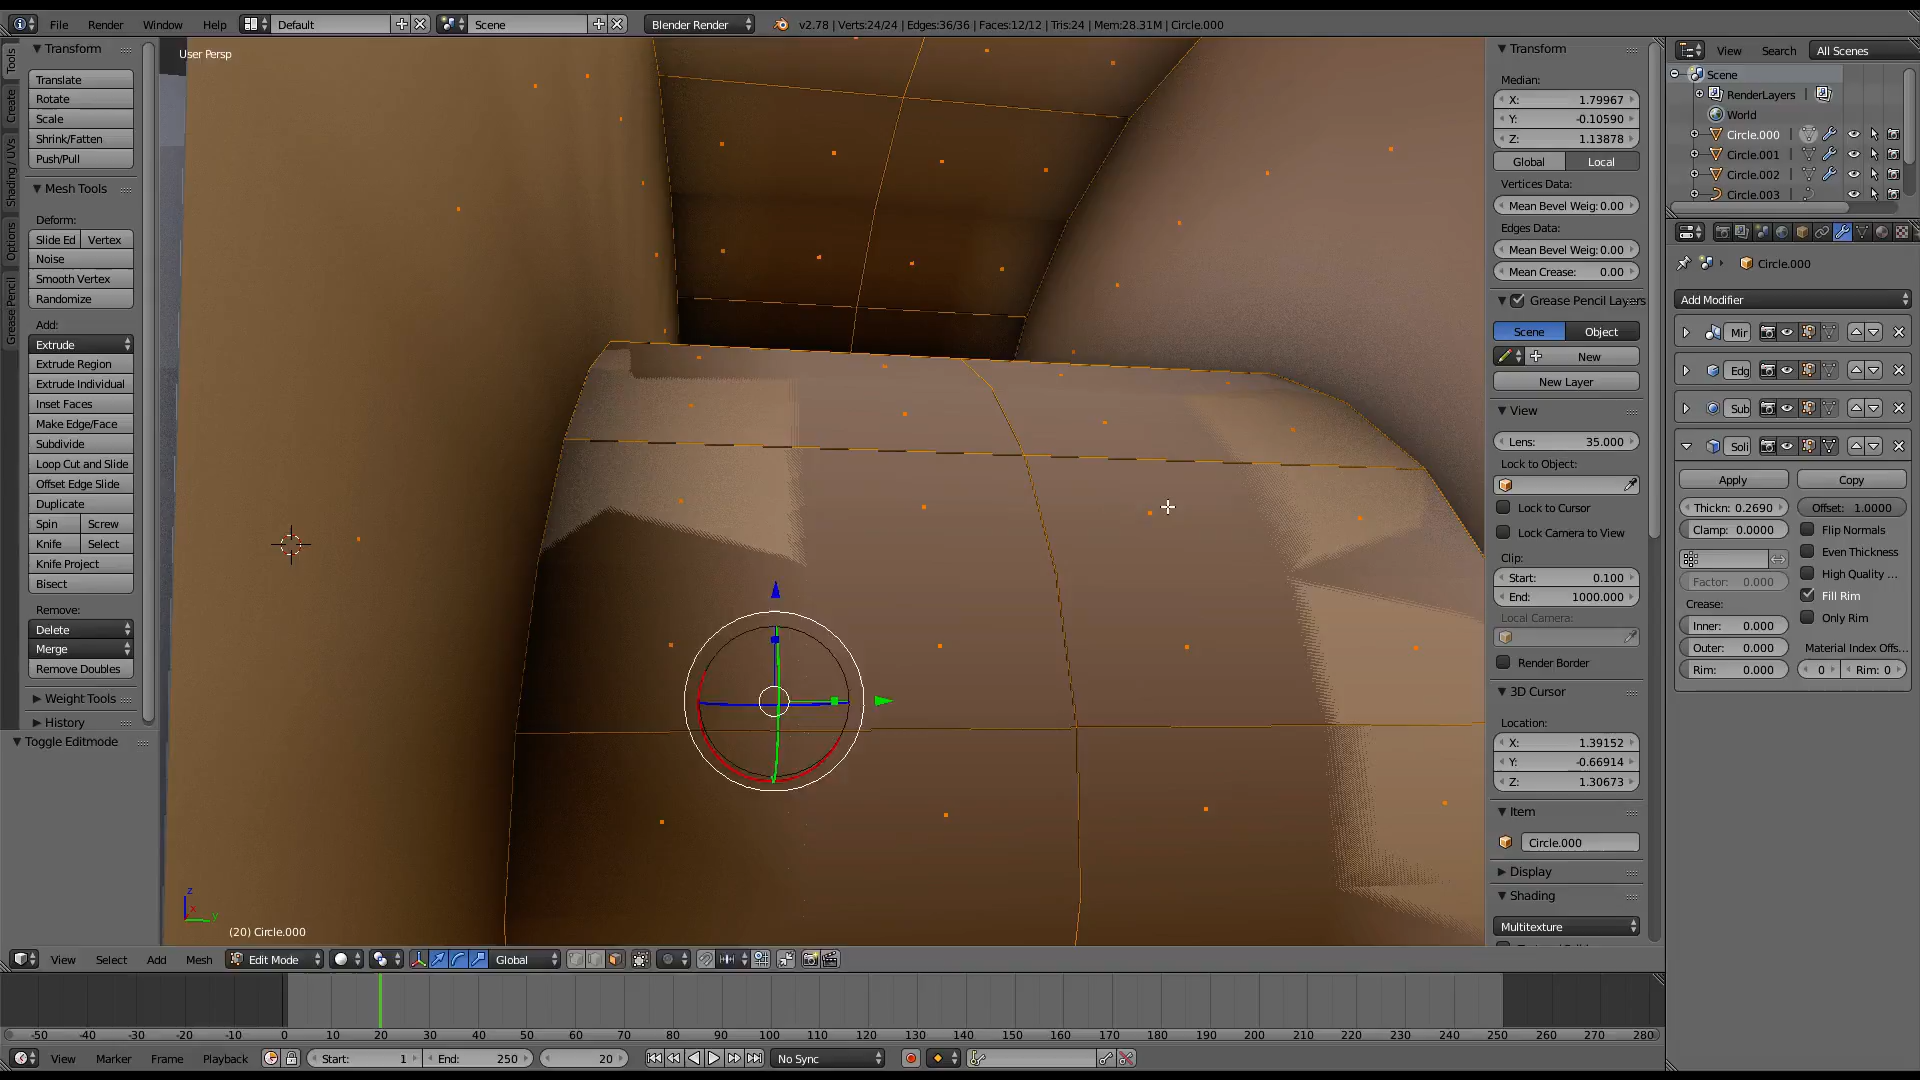 File Render Window Help Default Scene Blender Render v2.78 | Verts:24/24 | Edges:36/36 | Faces:12/12 | Tris:24 | Mem:28.31M | Circle.000
Tools
Create
Shading / UVs
Options
Grease Pencil
Transform
Translate
Rotate
Scale
Shrink/Fatten
Push/Pull
Mesh Tools
Deform:
Slide Ed Vertex
Noise
Smooth Vertex
Randomize
Add:
Extrude
Extrude Region
Extrude Individual
Inset Faces
Make Edge/Face
Subdivide
Loop Cut and Slide
Offset Edge Slide
Duplicate
Spin Screw
Knife Select
Knife Project
Bisect
Remove:
Delete
Merge
Remove Doubles
Weight Tools
History
Toggle Editmode
User Persp
z
x y
(20) Circle.000
Transform
Median:
X: 1.79967
Y: -0.10590
Z: 1.13878
Global Local
Vertices Data:
Mean Bevel Weig: 0.00
Edges Data:
Mean Bevel Weig: 0.00
Mean Crease: 0.00
Grease Pencil Layers
Scene Object
New
New Layer
View
Lens: 35.000
Lock to Object:
Lock to Cursor
Lock Camera to View
Clip:
Start: 0.100
End: 1000.000
Local Camera:
Render Border
3D Cursor
Location:
X: 1.39152
Y: -0.66914
Z: 1.30673
Item
Circle.000
Display
Shading
Multitexture
View Search All Scenes
Scene
RenderLayers
World
Circle.000
Circle.001
Circle.002
Circle.003
Circle.000
Add Modifier
Mir
Edg
Sub
Soli
Apply Copy
Thickn: 0.2690 Offset: 1.0000
Clamp: 0.0000 Flip Normals
Even Thickness
Factor: 0.000 High Quality ...
Crease: Fill Rim
Inner: 0.000 Only Rim
Outer: 0.000 Material Index Offs...
Rim: 0.000 0 Rim: 0
View Select Add Mesh Edit Mode Global
-50 -40 -30 -20 -10 0 10 20 30 40 50 60 70 80 90 100 110 120 130 140 150 160 170 180 190 200 210 220 230 240 250 260 270 280
View Marker Frame Playback Start: 1 End: 250 20 No Sync